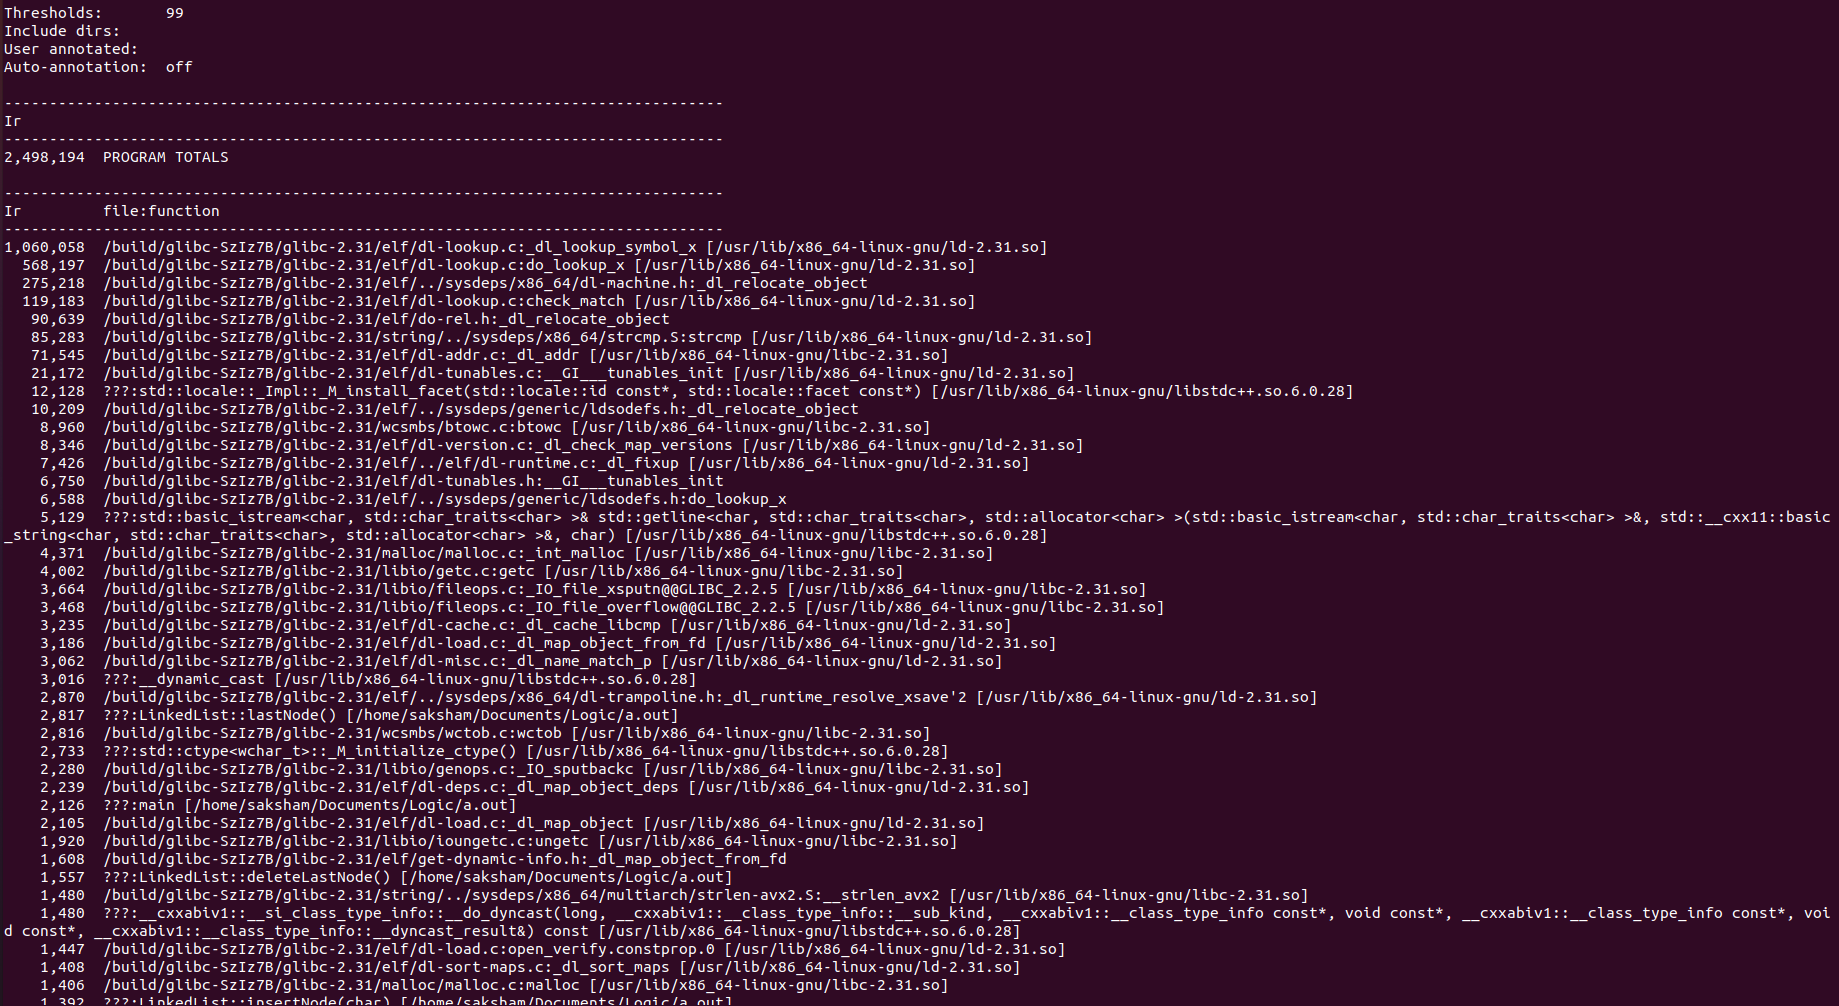 Thresholds:       99
Include dirs:
User annotated:
Auto-annotation:  off
--------------------------------------------------------------------------------
Ir
--------------------------------------------------------------------------------
2,498,194  PROGRAM TOTALS
--------------------------------------------------------------------------------
Ir         file:function
--------------------------------------------------------------------------------
1,060,058  /build/glibc-SzIz7B/glibc-2.31/elf/dl-lookup.c:_dl_lookup_symbol_x [/usr/lib/x86_64-linux-gnu/ld-2.31.so]
  568,197  /build/glibc-SzIz7B/glibc-2.31/elf/dl-lookup.c:do_lookup_x [/usr/lib/x86_64-linux-gnu/ld-2.31.so]
  275,218  /build/glibc-SzIz7B/glibc-2.31/elf/../sysdeps/x86_64/dl-machine.h:_dl_relocate_object
  119,183  /build/glibc-SzIz7B/glibc-2.31/elf/dl-lookup.c:check_match [/usr/lib/x86_64-linux-gnu/ld-2.31.so]
   90,639  /build/glibc-SzIz7B/glibc-2.31/elf/do-rel.h:_dl_relocate_object
   85,283  /build/glibc-SzIz7B/glibc-2.31/string/../sysdeps/x86_64/strcmp.S:strcmp [/usr/lib/x86_64-linux-gnu/ld-2.31.so]
   71,545  /build/glibc-SzIz7B/glibc-2.31/elf/dl-addr.c:_dl_addr [/usr/lib/x86_64-linux-gnu/libc-2.31.so]
   21,172  /build/glibc-SzIz7B/glibc-2.31/elf/dl-tunables.c:__GI___tunables_init [/usr/lib/x86_64-linux-gnu/ld-2.31.so]
   12,128  ???:std::locale::_Impl::_M_install_facet(std::locale::id const*, std::locale::facet const*) [/usr/lib/x86_64-linux-gnu/libstdc++.so.6.0.28]
   10,209  /build/glibc-SzIz7B/glibc-2.31/elf/../sysdeps/generic/ldsodefs.h:_dl_relocate_object
    8,960  /build/glibc-SzIz7B/glibc-2.31/wcsmbs/btowc.c:btowc [/usr/lib/x86_64-linux-gnu/libc-2.31.so]
    8,346  /build/glibc-SzIz7B/glibc-2.31/elf/dl-version.c:_dl_check_map_versions [/usr/lib/x86_64-linux-gnu/ld-2.31.so]
    7,426  /build/glibc-SzIz7B/glibc-2.31/elf/../elf/dl-runtime.c:_dl_fixup [/usr/lib/x86_64-linux-gnu/ld-2.31.so]
    6,750  /build/glibc-SzIz7B/glibc-2.31/elf/dl-tunables.h:__GI___tunables_init
    6,588  /build/glibc-SzIz7B/glibc-2.31/elf/../sysdeps/generic/ldsodefs.h:do_lookup_x
    5,129  ???:std::basic_istream<char, std::char_traits<char> >& std::getline<char, std::char_traits<char>, std::allocator<char> >(std::basic_istream<char, std::char_traits<char> >&, std::__cxx11::basic
_string<char, std::char_traits<char>, std::allocator<char> >&, char) [/usr/lib/x86_64-linux-gnu/libstdc++.so.6.0.28]
    4,371  /build/glibc-SzIz7B/glibc-2.31/malloc/malloc.c:_int_malloc [/usr/lib/x86_64-linux-gnu/libc-2.31.so]
    4,002  /build/glibc-SzIz7B/glibc-2.31/libio/getc.c:getc [/usr/lib/x86_64-linux-gnu/libc-2.31.so]
    3,664  /build/glibc-SzIz7B/glibc-2.31/libio/fileops.c:_IO_file_xsputn@@GLIBC_2.2.5 [/usr/lib/x86_64-linux-gnu/libc-2.31.so]
    3,468  /build/glibc-SzIz7B/glibc-2.31/libio/fileops.c:_IO_file_overflow@@GLIBC_2.2.5 [/usr/lib/x86_64-linux-gnu/libc-2.31.so]
    3,235  /build/glibc-SzIz7B/glibc-2.31/elf/dl-cache.c:_dl_cache_libcmp [/usr/lib/x86_64-linux-gnu/ld-2.31.so]
    3,186  /build/glibc-SzIz7B/glibc-2.31/elf/dl-load.c:_dl_map_object_from_fd [/usr/lib/x86_64-linux-gnu/ld-2.31.so]
    3,062  /build/glibc-SzIz7B/glibc-2.31/elf/dl-misc.c:_dl_name_match_p [/usr/lib/x86_64-linux-gnu/ld-2.31.so]
    3,016  ???:__dynamic_cast [/usr/lib/x86_64-linux-gnu/libstdc++.so.6.0.28]
    2,870  /build/glibc-SzIz7B/glibc-2.31/elf/../sysdeps/x86_64/dl-trampoline.h:_dl_runtime_resolve_xsave'2 [/usr/lib/x86_64-linux-gnu/ld-2.31.so]
    2,817  ???:LinkedList::lastNode() [/home/saksham/Documents/Logic/a.out]
    2,816  /build/glibc-SzIz7B/glibc-2.31/wcsmbs/wctob.c:wctob [/usr/lib/x86_64-linux-gnu/libc-2.31.so]
    2,733  ???:std::ctype<wchar_t>::_M_initialize_ctype() [/usr/lib/x86_64-linux-gnu/libstdc++.so.6.0.28]
    2,280  /build/glibc-SzIz7B/glibc-2.31/libio/genops.c:_IO_sputbackc [/usr/lib/x86_64-linux-gnu/libc-2.31.so]
    2,239  /build/glibc-SzIz7B/glibc-2.31/elf/dl-deps.c:_dl_map_object_deps [/usr/lib/x86_64-linux-gnu/ld-2.31.so]
    2,126  ???:main [/home/saksham/Documents/Logic/a.out]
    2,105  /build/glibc-SzIz7B/glibc-2.31/elf/dl-load.c:_dl_map_object [/usr/lib/x86_64-linux-gnu/ld-2.31.so]
    1,920  /build/glibc-SzIz7B/glibc-2.31/libio/ioungetc.c:ungetc [/usr/lib/x86_64-linux-gnu/libc-2.31.so]
    1,608  /build/glibc-SzIz7B/glibc-2.31/elf/get-dynamic-info.h:_dl_map_object_from_fd
    1,557  ???:LinkedList::deleteLastNode() [/home/saksham/Documents/Logic/a.out]
    1,480  /build/glibc-SzIz7B/glibc-2.31/string/../sysdeps/x86_64/multiarch/strlen-avx2.S:__strlen_avx2 [/usr/lib/x86_64-linux-gnu/libc-2.31.so]
    1,480  ???:__cxxabiv1::__si_class_type_info::__do_dyncast(long, __cxxabiv1::__class_type_info::__sub_kind, __cxxabiv1::__class_type_info const*, void const*, __cxxabiv1::__class_type_info const*, voi
d const*, __cxxabiv1::__class_type_info::__dyncast_result&) const [/usr/lib/x86_64-linux-gnu/libstdc++.so.6.0.28]
    1,447  /build/glibc-SzIz7B/glibc-2.31/elf/dl-load.c:open_verify.constprop.0 [/usr/lib/x86_64-linux-gnu/ld-2.31.so]
    1,408  /build/glibc-SzIz7B/glibc-2.31/elf/dl-sort-maps.c:_dl_sort_maps [/usr/lib/x86_64-linux-gnu/ld-2.31.so]
    1,406  /build/glibc-SzIz7B/glibc-2.31/malloc/malloc.c:malloc [/usr/lib/x86_64-linux-gnu/libc-2.31.so]
    1,392  ???:LinkedList::insertNode(char) [/home/saksham/Documents/Logic/a.out]